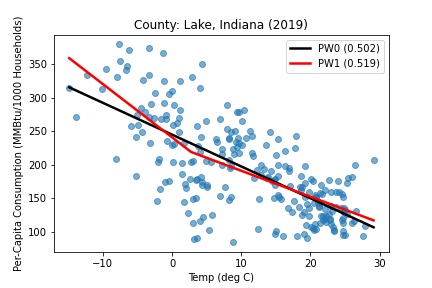 County: Lake, Indiana (2019)
Per-Capita Consumption (MMBtu/1000 Households)
350
300
250
200
150
100
PW0 (0.502)
PW1 (0.519)
−10
0
10
20
30
Temp (deg C)